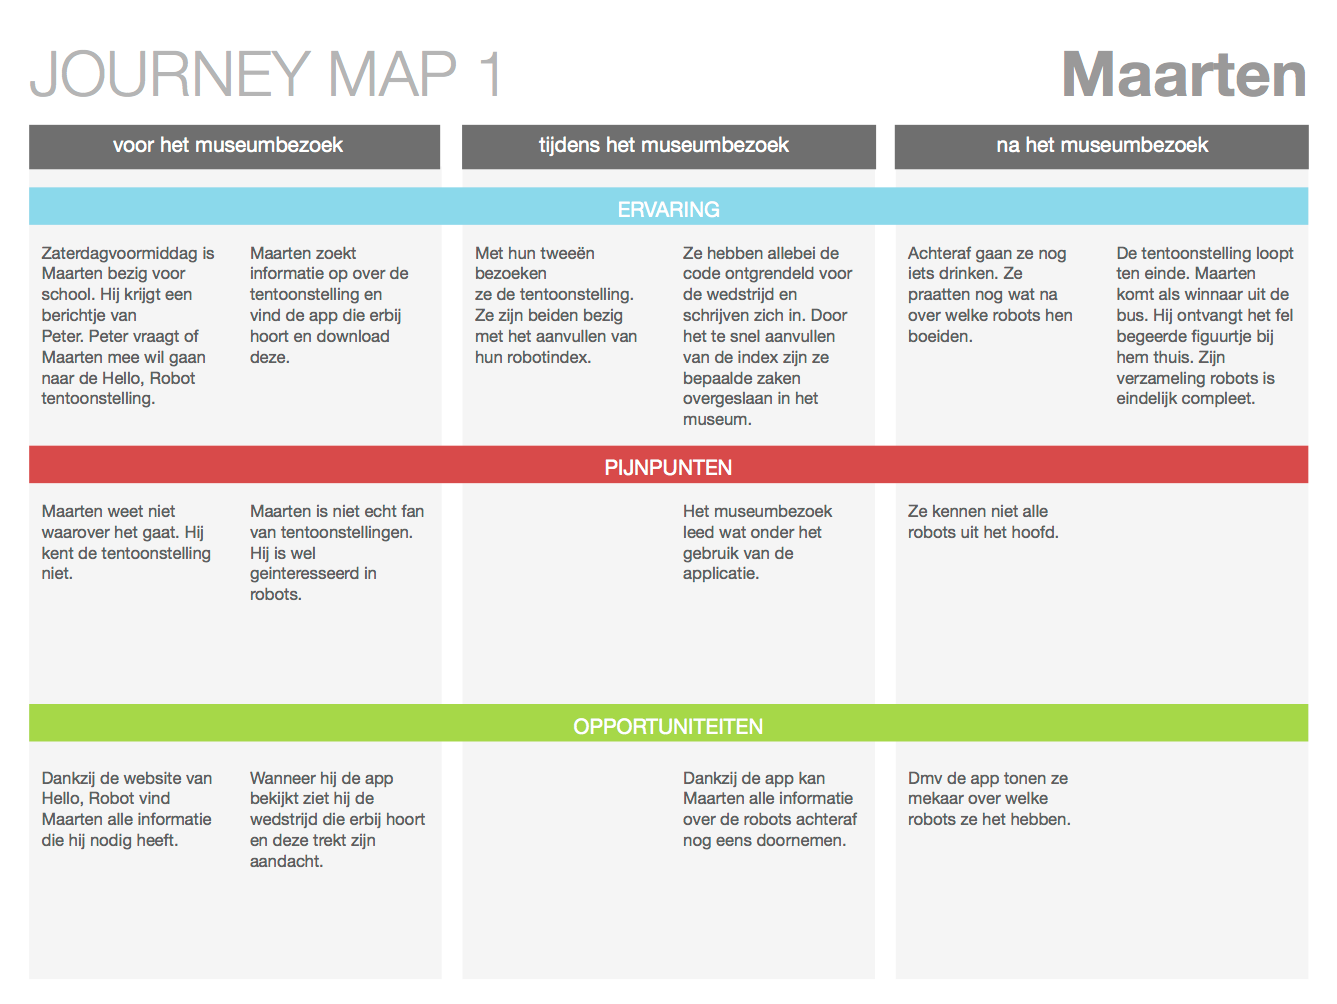 JOURNEY MAP 1
Maarten
voor het museumbezoek
tijdens het museumbezoek
na het museumbezoek
ERVARING
Zaterdagvoormiddag is
Maarten bezig voor
school. Hij krijgt een
berichtje van
Peter. Peter vraagt of
Maarten mee wil gaan
naar de Hello, Robot
tentoonstelling.
Maarten zoekt
informatie op over de
tentoonstelling en
vind de app die erbij
hoort en download
deze.
Met hun tweeën
bezoeken
ze de tentoonstelling.
Ze zijn beiden bezig
met het aanvullen van
hun robotindex.
Ze hebben allebei de
code ontgrendeld voor
de wedstrijd en
schrijven zich in. Door
het te snel aanvullen
van de index zijn ze
bepaalde zaken
overgeslaan in het
museum.
Achteraf gaan ze nog
iets drinken. Ze
praatten nog wat na
over welke robots hen
boeiden.
De tentoonstelling loopt
ten einde. Maarten
komt als winnaar uit de
bus. Hij ontvangt het fel
begeerde figuurtje bij
hem thuis. Zijn
verzameling robots is
eindelijk compleet.
PIJNPUNTEN
Maarten weet niet
waarover het gaat. Hij
kent de tentoonstelling
niet.
Maarten is niet echt fan
van tentoonstellingen.
Hij is wel
geinteresseerd in
robots.
Het museumbezoek
leed wat onder het
gebruik van de
applicatie.
Ze kennen niet alle
robots uit het hoofd.
OPPORTUNITEITEN
Dankzij de website van
Hello, Robot vind
Maarten alle informatie
die hij nodig heeft.
Wanneer hij de app
bekijkt ziet hij de
wedstrijd die erbij hoort
en deze trekt zijn
aandacht.
Dankzij de app kan
Maarten alle informatie
over de robots achteraf
nog eens doornemen.
Dmv de app tonen ze
mekaar over welke
robots ze het hebben.